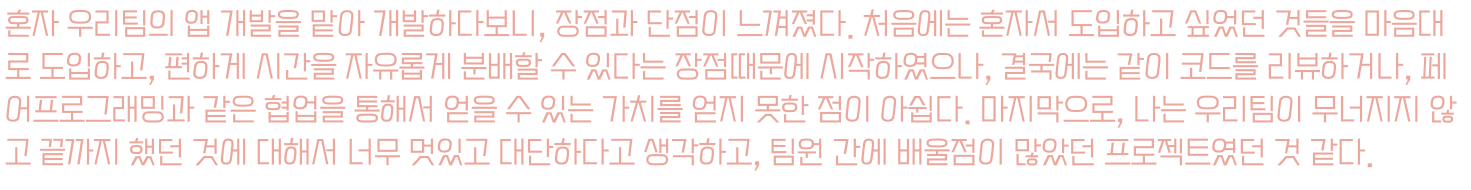 혼자 우리팀의 앱 개발을 맡아 개발하다보니, 장점과 단점이 느껴졌다. 처음에는 혼자서 도입하고 싶었던 것들을 마음대
로 도입하고, 편하게 시간을 자유롭게 분배할 수 있다는 장점때문에 시작하였으나, 결국에는 같이 코드를 리뷰하거나, 페
어프로그래밍과 같은 협업을 통해서 얻을 수 있는 가치를 얻지 못한 점이 아쉽다. 마지막으로, 나는 우리팀이 무너지지 않
고 끝까지 했던 것에 대해서 너무 멋있고 대단하다고 생각하고, 팀원 간에 배울점이 많았던 프로젝트였던 것 같다.